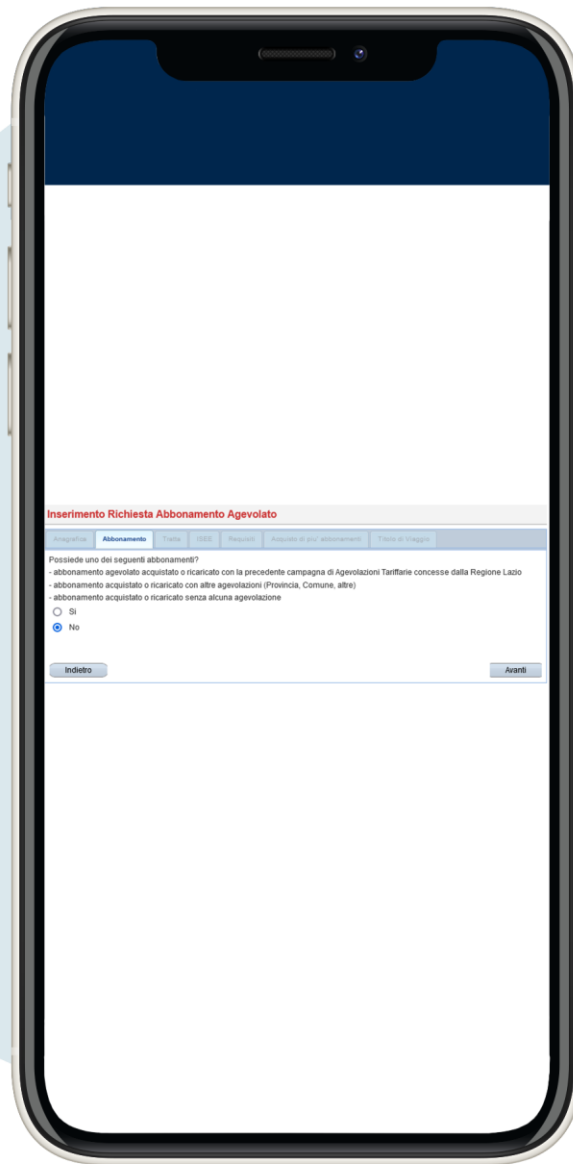 Inserimento Richiesta Abbonamento Agevolato
Anagrafica Abbonamento Tratta ISEE Requisiti Acquisto di piu' abbonamenti Titolo di Viaggio
Possiede uno dei seguenti abbonamenti?
- abbonamento agevolato acquistato o ricaricato con la precedente campagna di Agevolazioni Tariffarie concesse dalla Regione Lazio
- abbonamento acquistato o ricaricato con altre agevolazioni (Provincia, Comune, altre)
- abbonamento acquistato o ricaricato senza alcuna agevolazione
Si
No
Indietro Avanti